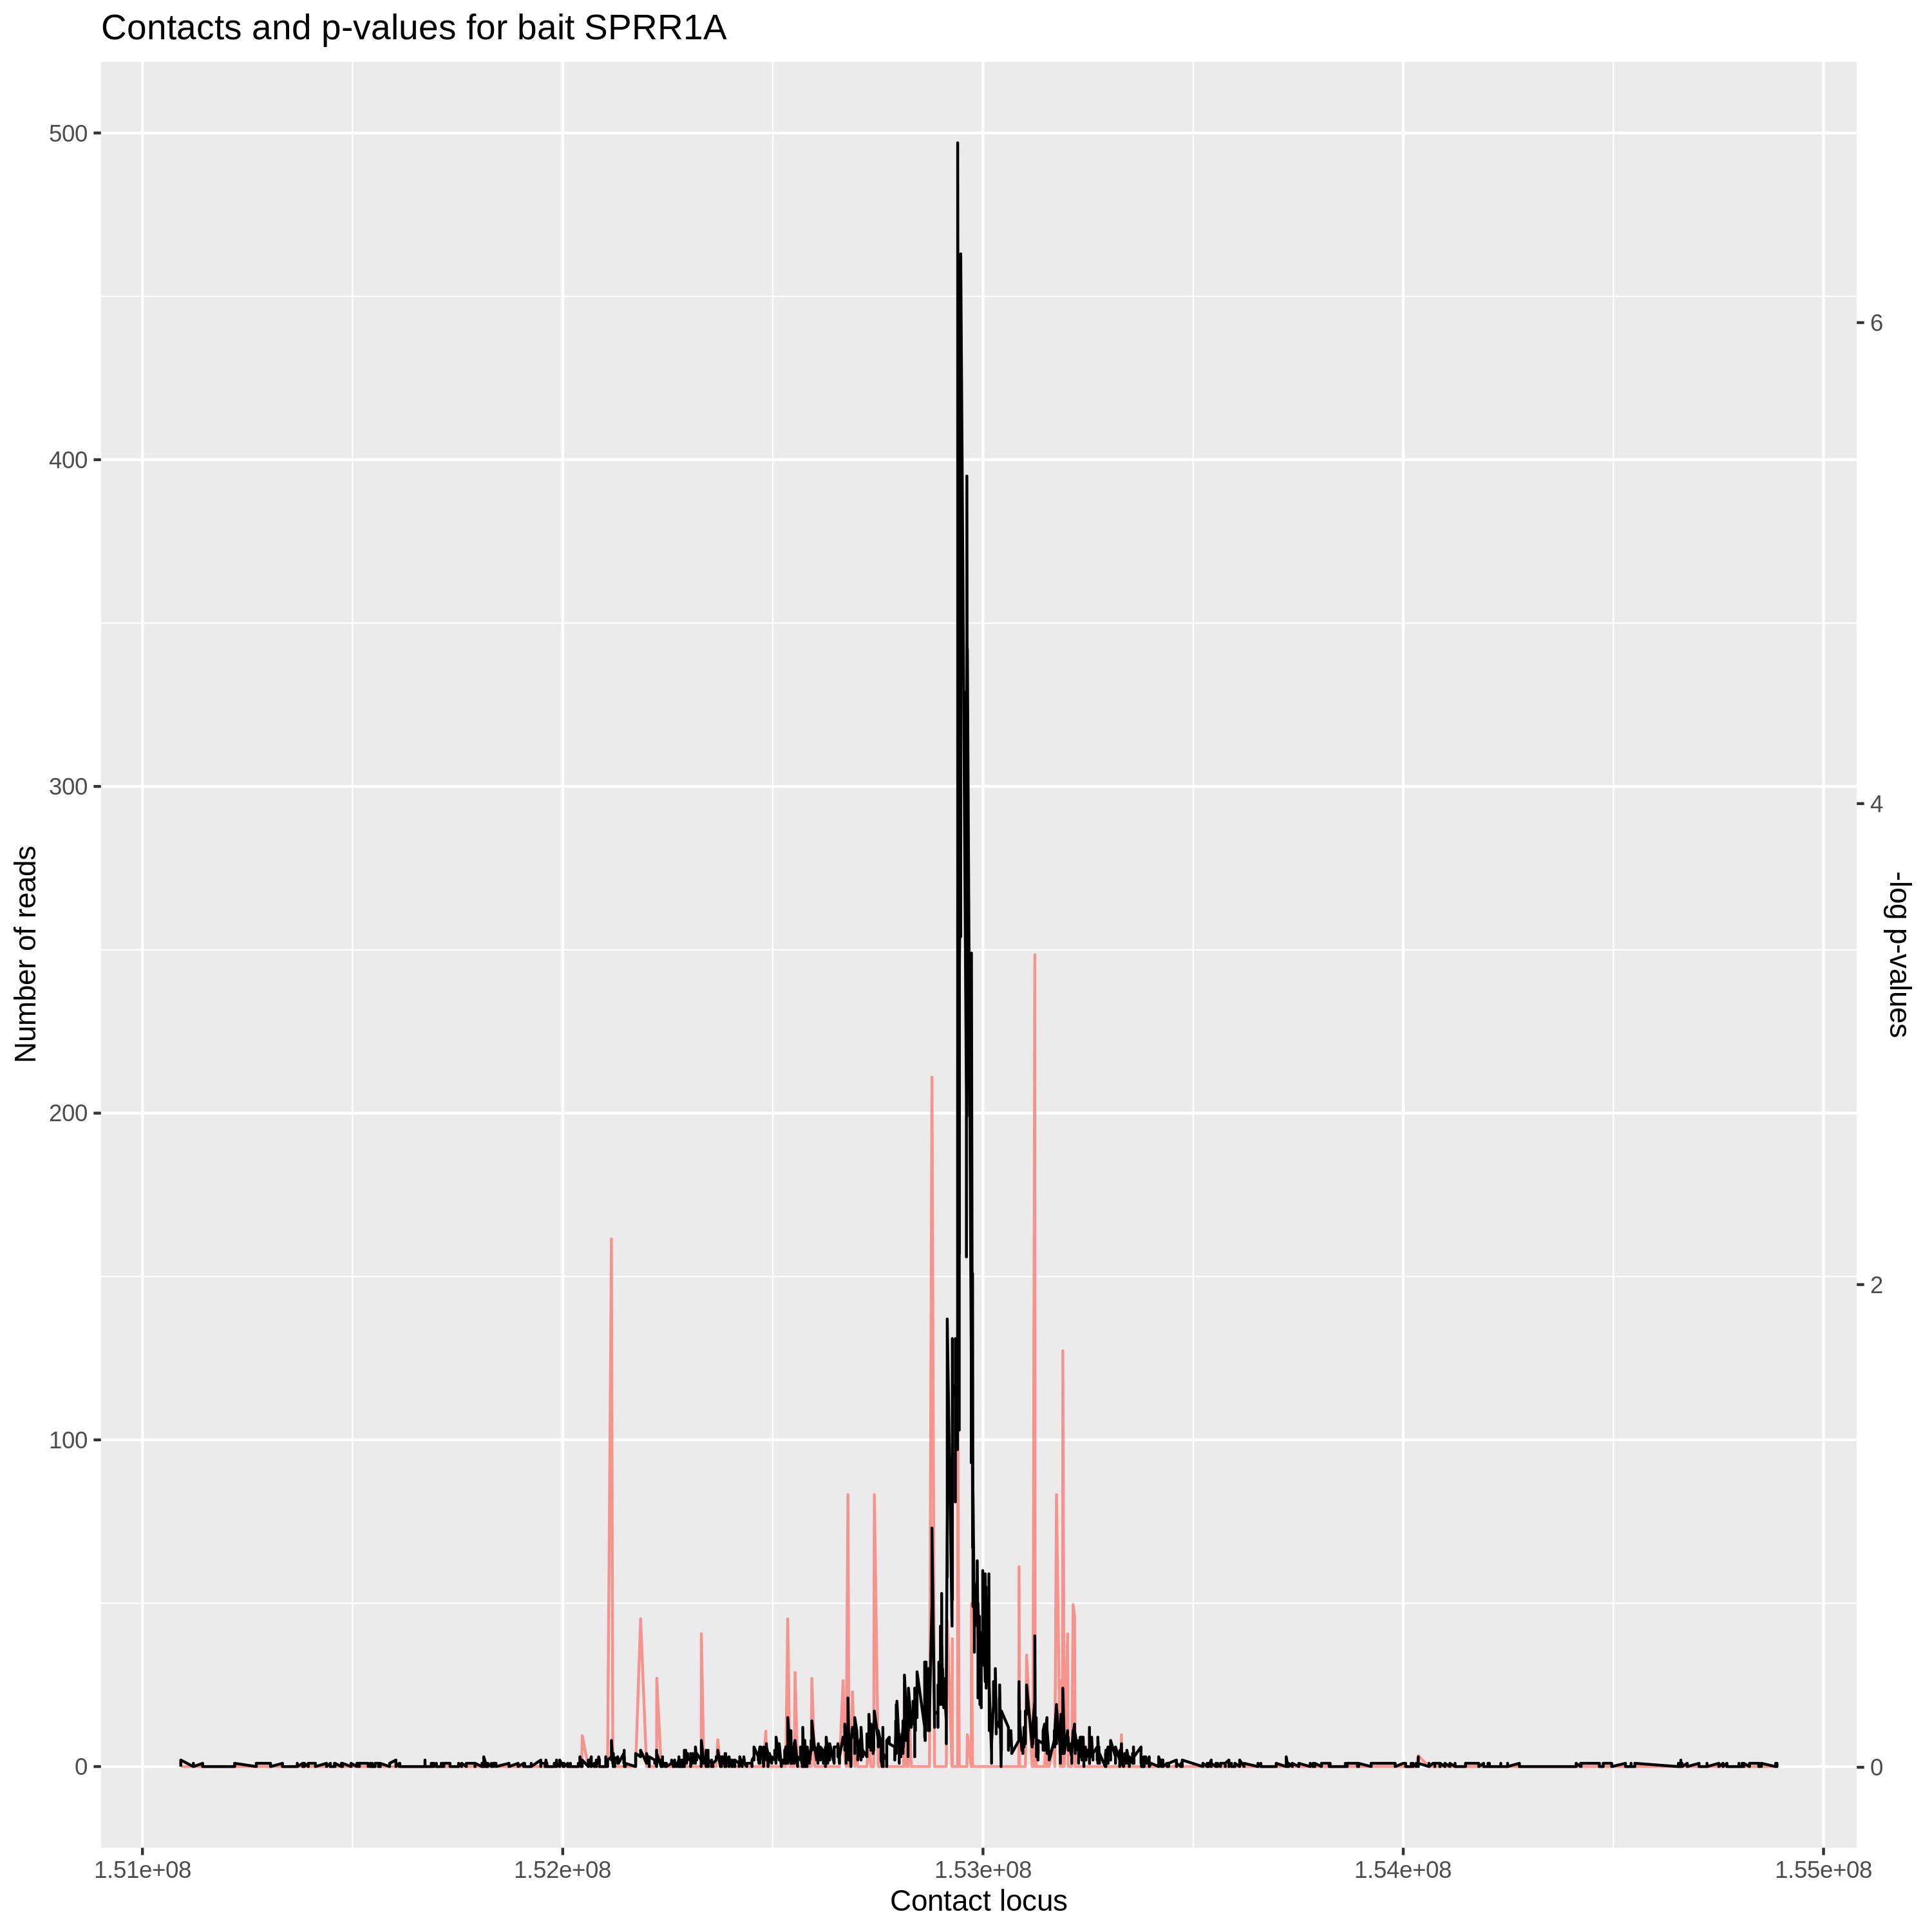 Contacts and p-values for bait SPRR1A
500
400
300
200
100
0
Number of reads
6
4
2
0
-log p-values
1.51e+08
1.52e+08
1.53e+08
1.54e+08
1.55e+08
Contact locus